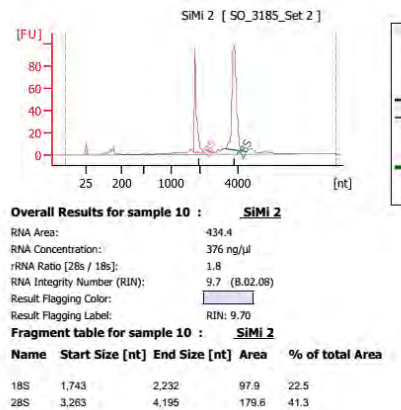 SiMi 2 [ SO_3185_Set 2 ]
[FU]
80
60
40
20
0
18S
28S
25 200 1000 4000 [nt]
Overall Results for sample 10 : SiMi 2
RNA Area: 434.4
RNA Concentration: 376 ng/µl
rRNA Ratio [28s / 18s]: 1.8
RNA Integrity Number (RIN): 9.7 (B.02.08)
Result Flagging Color:
Result Flagging Label: RIN: 9.70
Fragment table for sample 10 : SiMi 2
Name Start Size [nt] End Size [nt] Area % of total Area
18S 1,743 2,232 97.9 22.5
28S 3,263 4,195 179.6 41.3